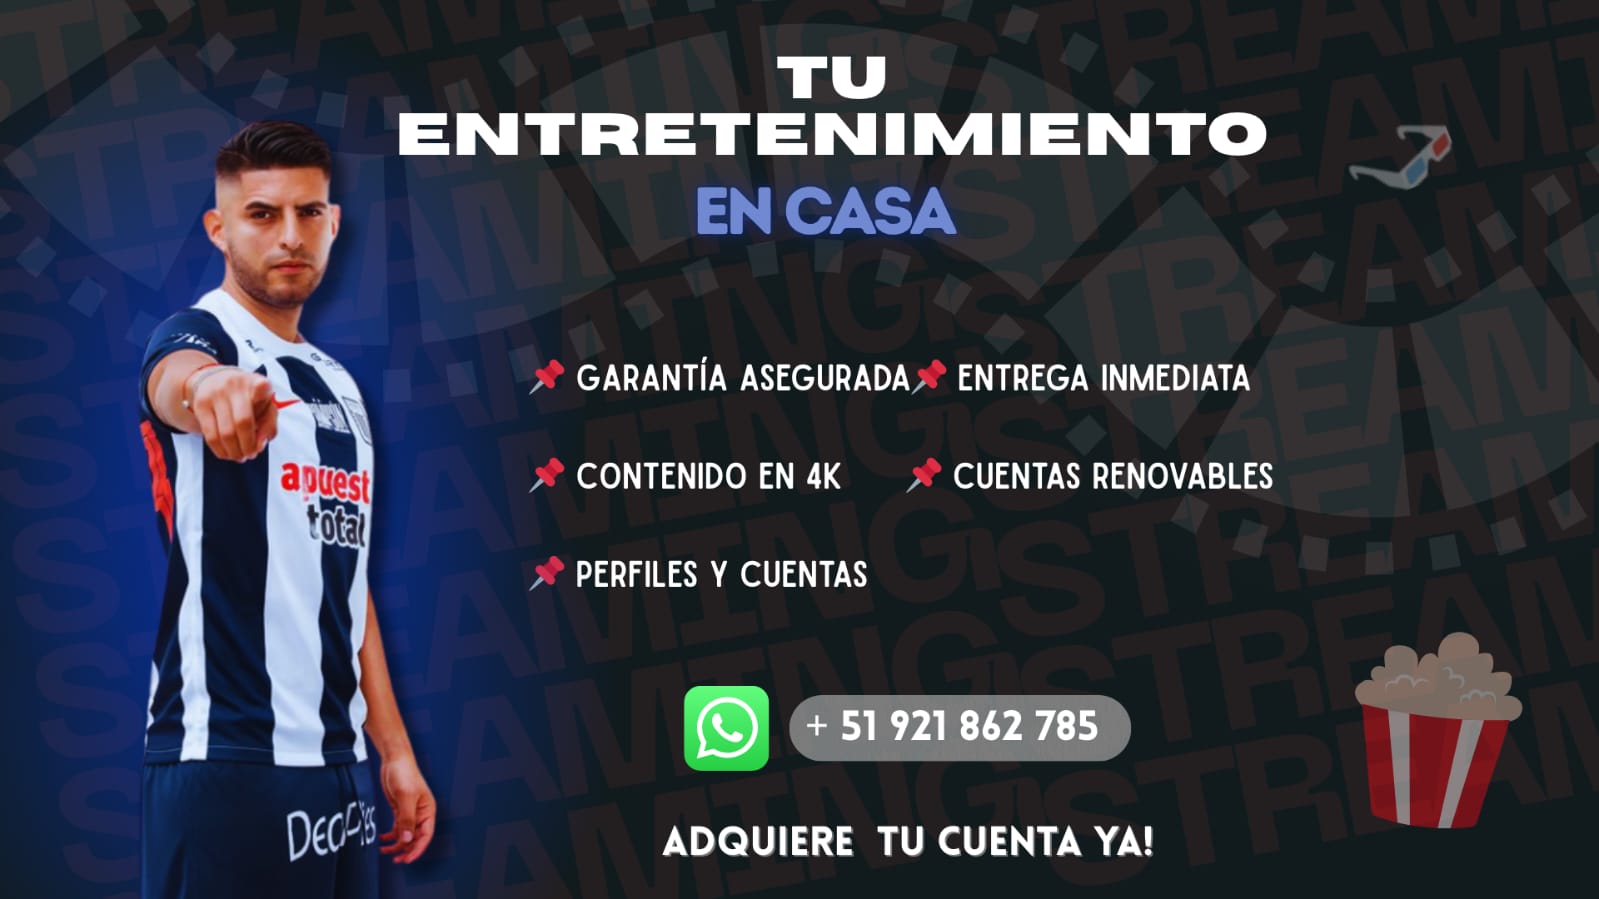 TU
ENTRETENIMIENTO
EN CASA
GARANTÍA ASEGURADA
ENTREGA INMEDIATA
CONTENIDO EN 4K
CUENTAS RENOVABLES
PERFILES Y CUENTAS
apuest
total
+ 51 921 862 785
ADQUIERE TU CUENTA YA!